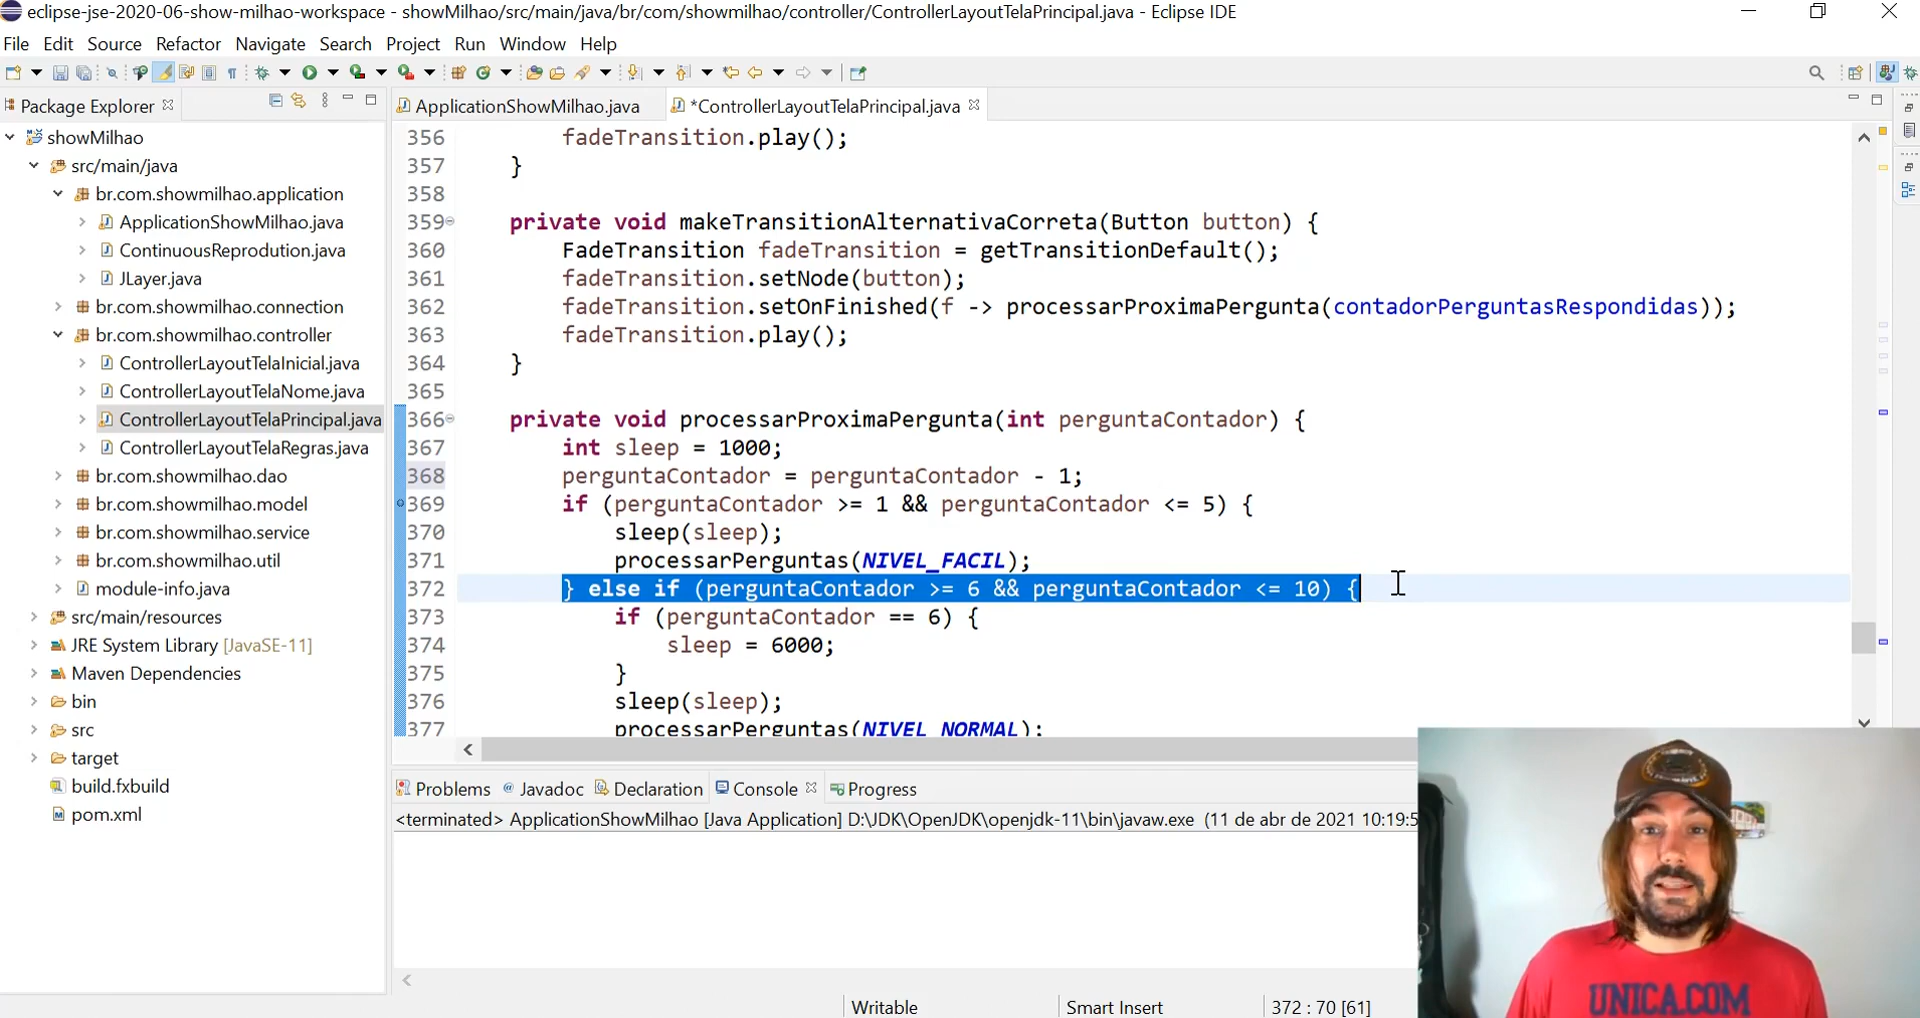 eclipse-jse-2020-06-show-milhao-workspace - showMilhao/src/main/java/br/com/showmilhao/controller/ControllerLayoutTelaPrincipal.java - Eclipse IDE
File Edit Source Refactor Navigate Search Project Run Window Help
Package Explorer
ApplicationShowMilhao.java
*ControllerLayoutTelaPrincipal.java
showMilhao
src/main/java
br.com.showmilhao.application
ApplicationShowMilhao.java
ContinuousReprodution.java
JLayer.java
br.com.showmilhao.connection
br.com.showmilhao.controller
ControllerLayoutTelaInicial.java
ControllerLayoutTelaNome.java
ControllerLayoutTelaPrincipal.java
ControllerLayoutTelaRegras.java
br.com.showmilhao.dao
br.com.showmilhao.model
br.com.showmilhao.service
br.com.showmilhao.util
module-info.java
src/main/resources
JRE System Library [JavaSE-11]
Maven Dependencies
bin
src
target
build.fxbuild
pom.xml
356 fadeTransition.play();
357 }
358
359 private void makeTransitionAlternativaCorreta(Button button) {
360 FadeTransition fadeTransition = getTransitionDefault();
361 fadeTransition.setNode(button);
362 fadeTransition.setOnFinished(f -> processarProximaPergunta(contadorPerguntasRespondidas));
363 fadeTransition.play();
364 }
365
366 private void processarProximaPergunta(int perguntaContador) {
367 int sleep = 1000;
368 perguntaContador = perguntaContador - 1;
369 if (perguntaContador >= 1 && perguntaContador <= 5) {
370 sleep(sleep);
371 processarPerguntas(NIVEL_FACIL);
372 } else if (perguntaContador >= 6 && perguntaContador <= 10) {
373 if (perguntaContador == 6) {
374 sleep = 6000;
375 }
376 sleep(sleep);
377 processarPerguntas(NIVEL_NORMAL);
Problems Javadoc Declaration Console Progress
<terminated> ApplicationShowMilhao [Java Application] D:\JDK\OpenJDK\openjdk-11\bin\javaw.exe (11 de abr de 2021 10:19:5
Writable Smart Insert 372 : 70 [61]
UNICA.COM